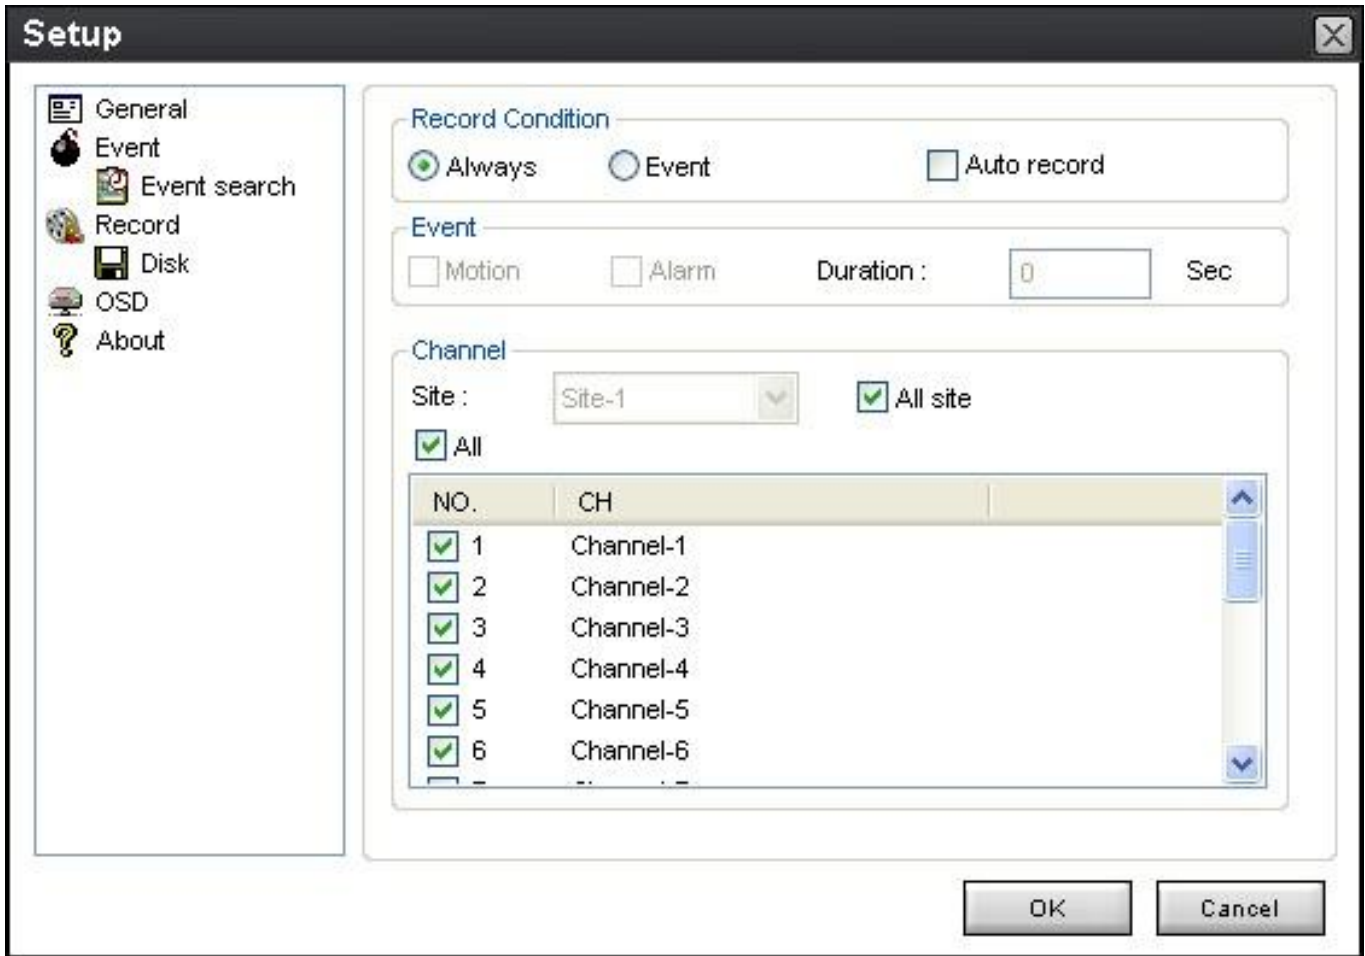 Setup
General
Event
Event search
Record
Disk
OSD
About
Record Condition
Always Event Auto record
Event
Motion Alarm Duration : 0 Sec
Channel
Site : Site-1 All site
All
NO. CH
1 Channel-1
2 Channel-2
3 Channel-3
4 Channel-4
5 Channel-5
6 Channel-6
OK Cancel